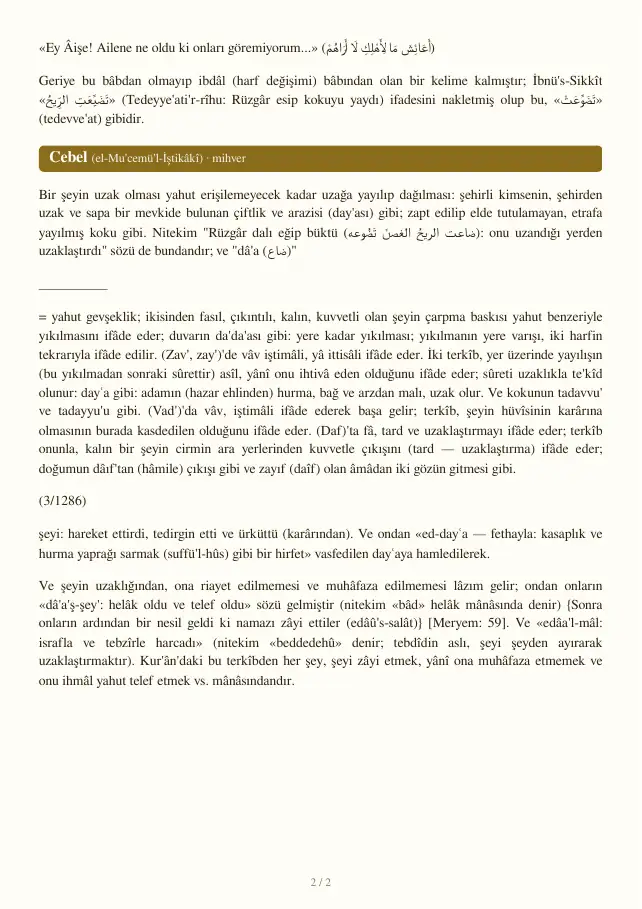 «Ey Âişe! Ailene ne oldu ki onları göremiyorum...» (أَعَائِش مَا لِأَهْلِكِ لَا أَرَاهُمْ)
Geriye bu bâbdan olmayıp ibdâl (harf değişimi) bâbından olan bir kelime kalmıştır; İbnü's-Sikkît
«تَضَيَّعَتِ الرِّيحُ» (Tedeyye'ati'r-rîhu: Rüzgâr esip kokuyu yaydı) ifadesini nakletmiş olup bu, «تَضَوَّعَتْ»
(tedevve'at) gibidir.
Cebel (el-Mu'cemü'l-İştikâkî) · mihver
Bir şeyin uzak olması yahut erişilemeyecek kadar uzağa yayılıp dağılması: şehirli kimsenin, şehirden
uzak ve sapa bir mevkide bulunan çiftlik ve arazisi (day'ası) gibi; zapt edilip elde tutulamayan, etrafa
yayılmış koku gibi. Nitekim "Rüzgâr dalı eğip büktü (ضاعت الريحُ الغصنَ تَضُوعه): onu uzandığı yerden
uzaklaştırdı" sözü de bundandır; ve "dâ'a (ضاع)"
= yahut gevşeklik; ikisinden fasıl, çıkıntılı, kalın, kuvvetli olan şeyin çarpma baskısı yahut benzeriyle
yıkılmasını ifâde eder; duvarın da'da'ası gibi: yere kadar yıkılması; yıkılmanın yere varışı, iki harfin
tekrarıyla ifâde edilir. (Zav', zay')'de vâv iştimâli, yâ ittisâli ifâde eder. İki terkîb, yer üzerinde yayılışın
(bu yıkılmadan sonraki sûrettir) asîl, yânî onu ihtivâ eden olduğunu ifâde eder; sûreti uzaklıkla te'kîd
olunur: day'a gibi: adamın (hazar ehlinden) hurma, bağ ve arzdan malı, uzak olur. Ve kokunun tadavvu'
ve tadayyu'u gibi. (Vad')'da vâv, iştimâli ifâde ederek başa gelir; terkîb, şeyin hüvîsinin karârına
olmasının burada kasdedilen olduğunu ifâde eder. (Daf)'ta fâ, tard ve uzaklaştırmayı ifâde eder; terkîb
onunla, kalın bir şeyin cirmin ara yerlerinden kuvvetle çıkışını (tard — uzaklaştırma) ifâde eder;
doğumun dâıf'tan (hâmile) çıkışı gibi ve zayıf (daîf) olan âmâdan iki gözün gitmesi gibi.
(3/1286)
şeyi: hareket ettirdi, tedirgin etti ve ürküttü (karârından). Ve ondan «ed-day'a — fethayla: kasaplık ve
hurma yaprağı sarmak (suffü'l-hûs) gibi bir hirfet» vasfedilen day'aya hamledilerek.
Ve şeyin uzaklığından, ona riayet edilmemesi ve muhâfaza edilmemesi lâzım gelir; ondan onların
«dâ'a'ş-şey': helâk oldu ve telef oldu» sözü gelmiştir (nitekim «bâd» helâk mânâsında denir) {Sonra
onların ardından bir nesil geldi ki namazı zâyi ettiler (edâû's-salât)} [Meryem: 59]. Ve «edâa'l-mâl:
israfla ve tebzîrle harcadı» (nitekim «beddedehû» denir; tebdîdin aslı, şeyi şeyden ayırarak
uzaklaştırmaktır). Kur'ân'daki bu terkîbden her şey, şeyi zâyi etmek, yânî ona muhâfaza etmemek ve
onu ihmâl yahut telef etmek vs. mânâsındandır.
2 / 2